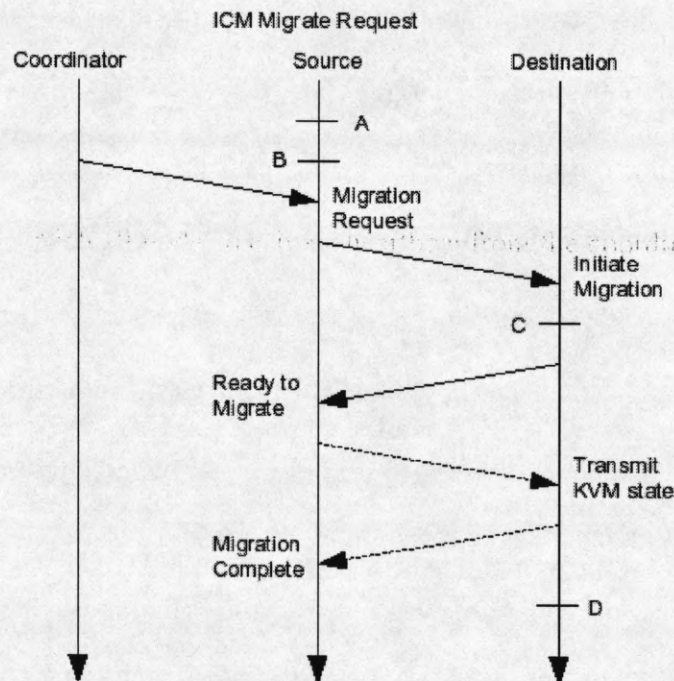 ICM Migrate Request
Coordinator
Source
Destination
A
B
Migration
Request
Initiate
Migration
C
Ready to
Migrate
Transmit
KVM state
Migration
Complete
D